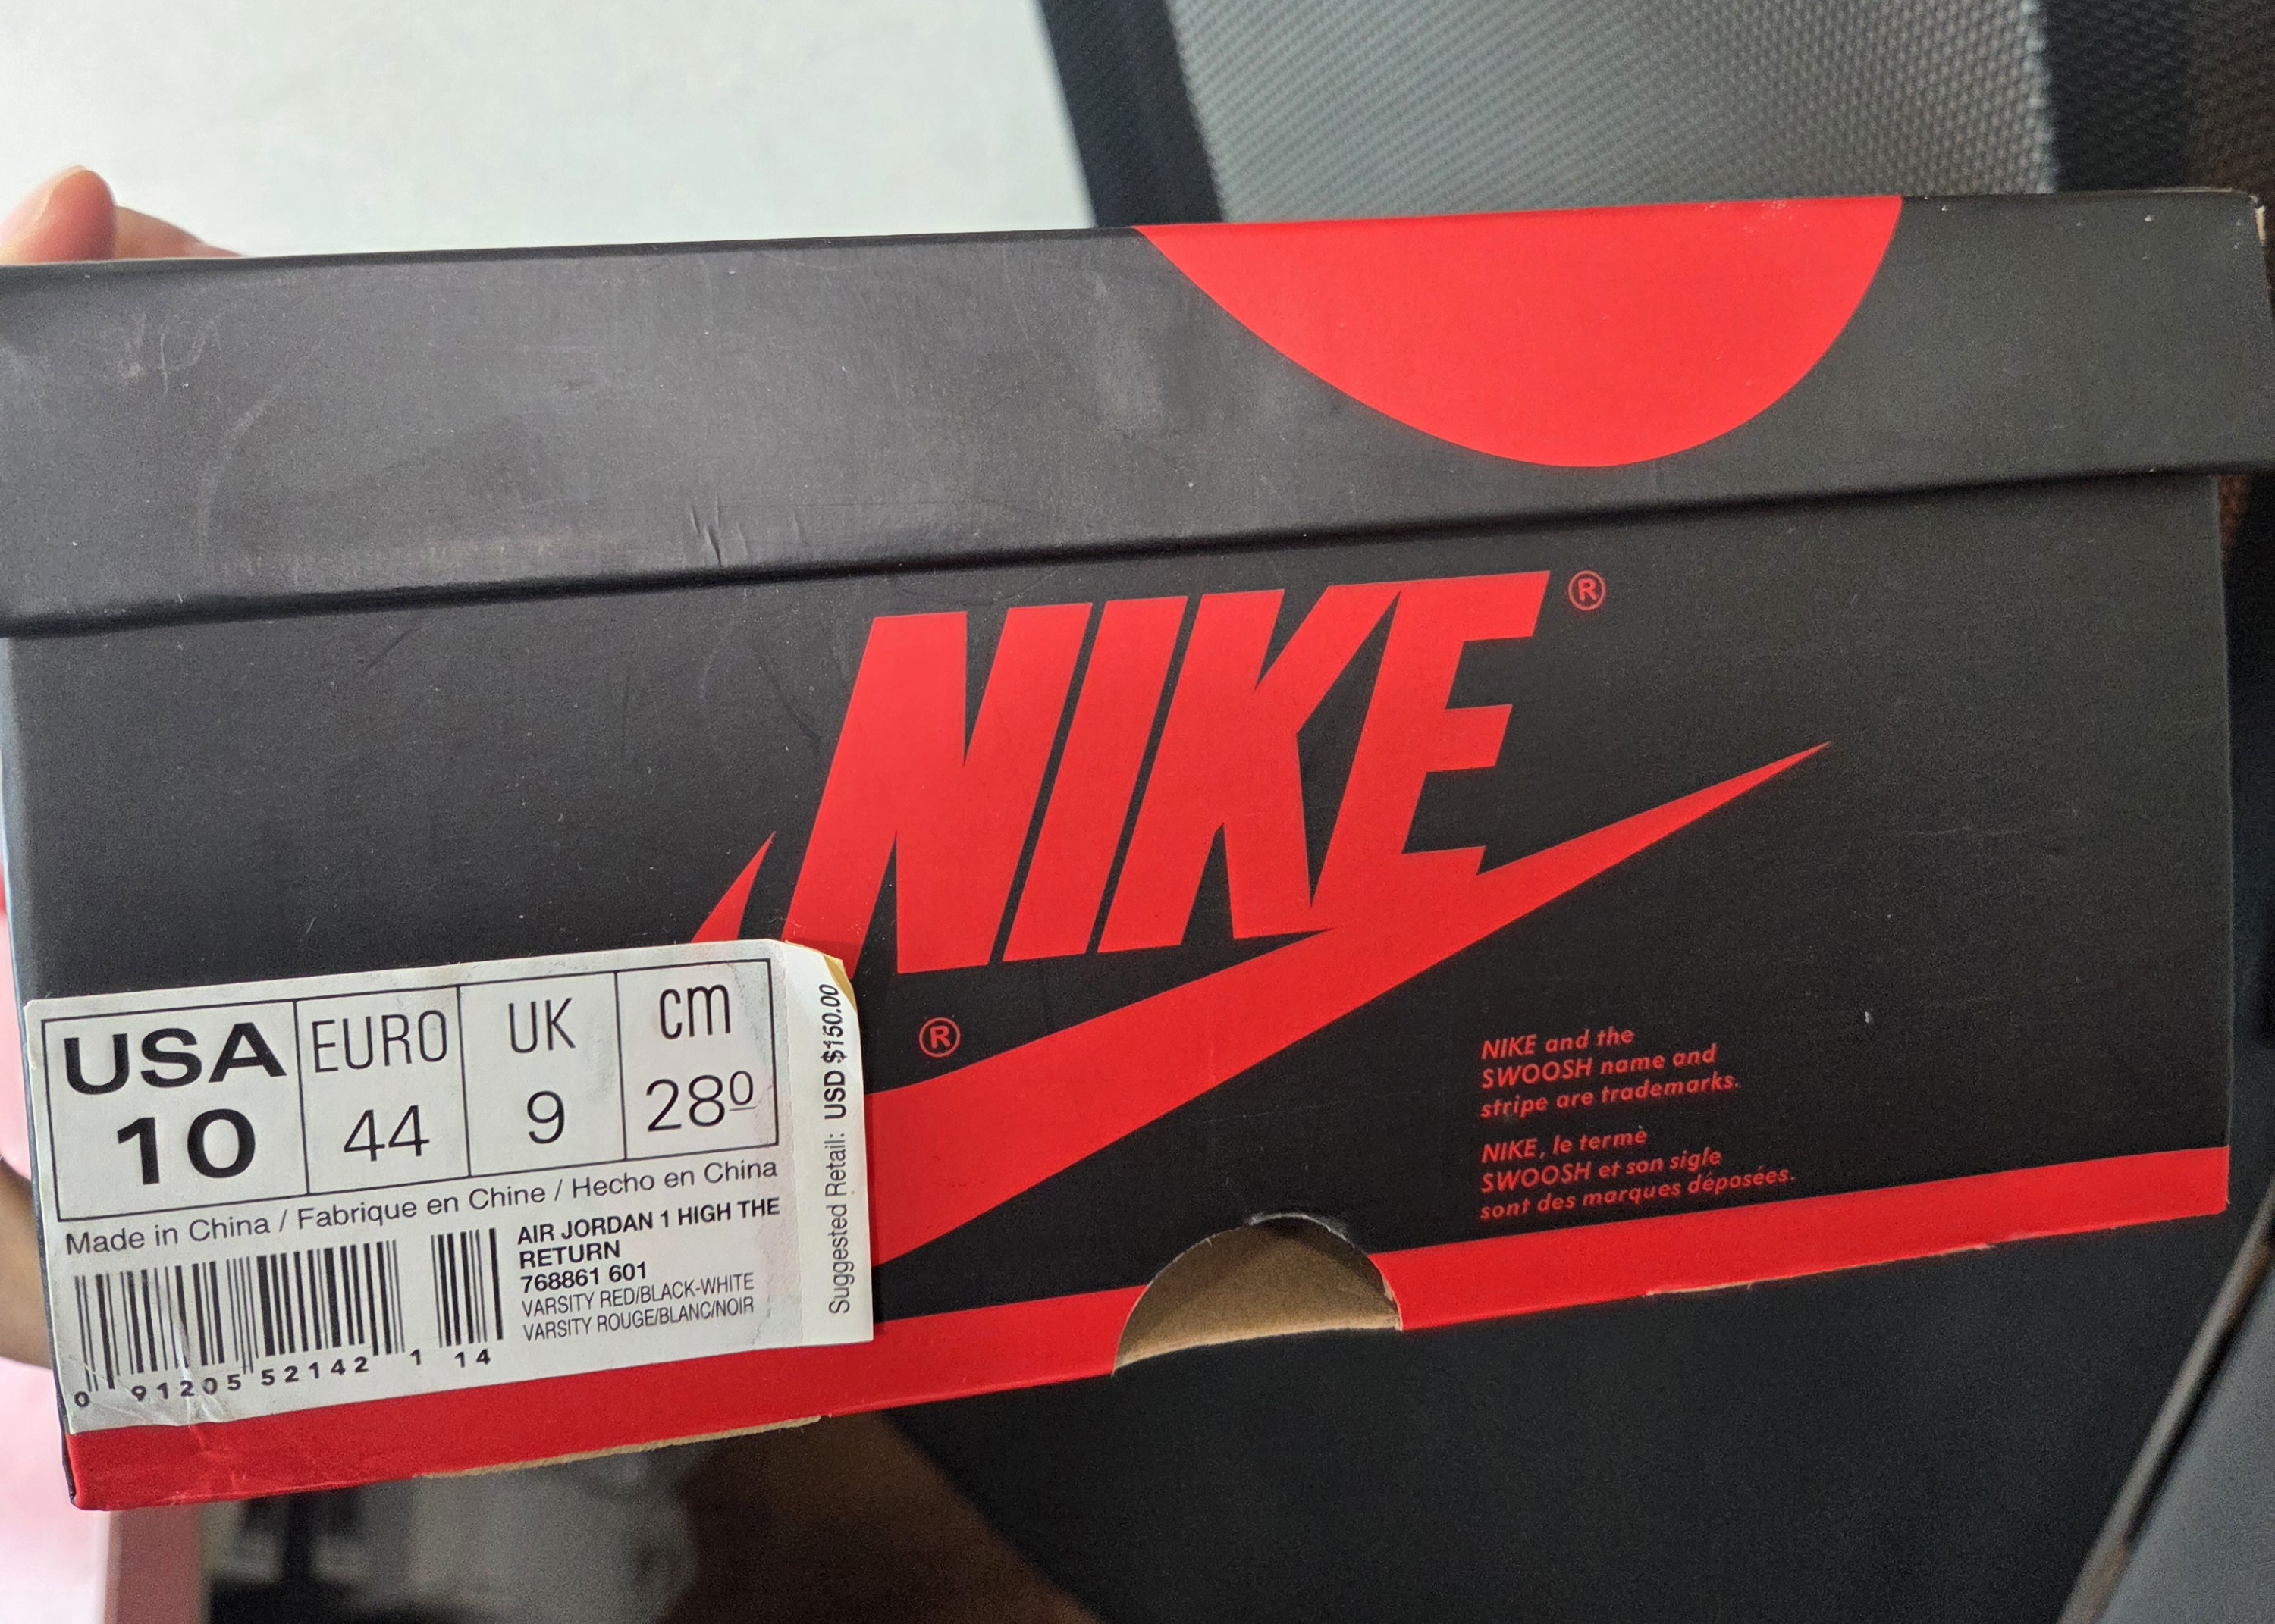 NIKE®
®
NIKE and the
SWOOSH name and
stripe are trademarks.
NIKE, le terme
SWOOSH et son sigle
sont des marques déposées.
USA EURO UK cm
10 44 9 280
Made in China / Fabrique en Chine / Hecho en China
AIR JORDAN 1 HIGH THE
RETURN
768861 601
VARSITY RED/BLACK-WHITE
VARSITY ROUGE/BLANC/NOIR
0 91205 52142 1 14
Suggested Retail: USD $150.00